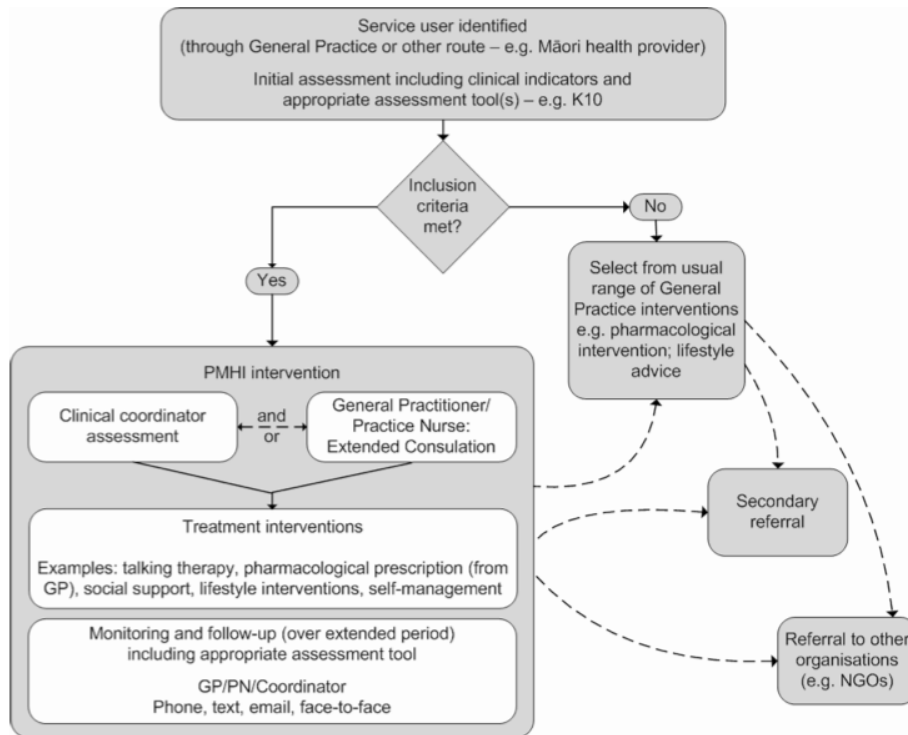 Service user identified
(through General Practice or other route – e.g. Māori health provider)
Initial assessment including clinical indicators and
appropriate assessment tool(s) – e.g. K10
Inclusion
criteria
met?
No
Yes
Select from usual
range of General
Practice interventions
e.g. pharmacological
intervention; lifestyle
advice
PMHI intervention
Clinical coordinator
assessment
and
or
General Practitioner/
Practice Nurse:
Extended Consulation
Treatment interventions
Examples: talking therapy, pharmacological prescription (from
GP), social support, lifestyle interventions, self-management
Monitoring and follow-up (over extended period)
including appropriate assessment tool
GP/PN/Coordinator
Phone, text, email, face-to-face
Secondary
referral
Referral to other
organisations
(e.g. NGOs)